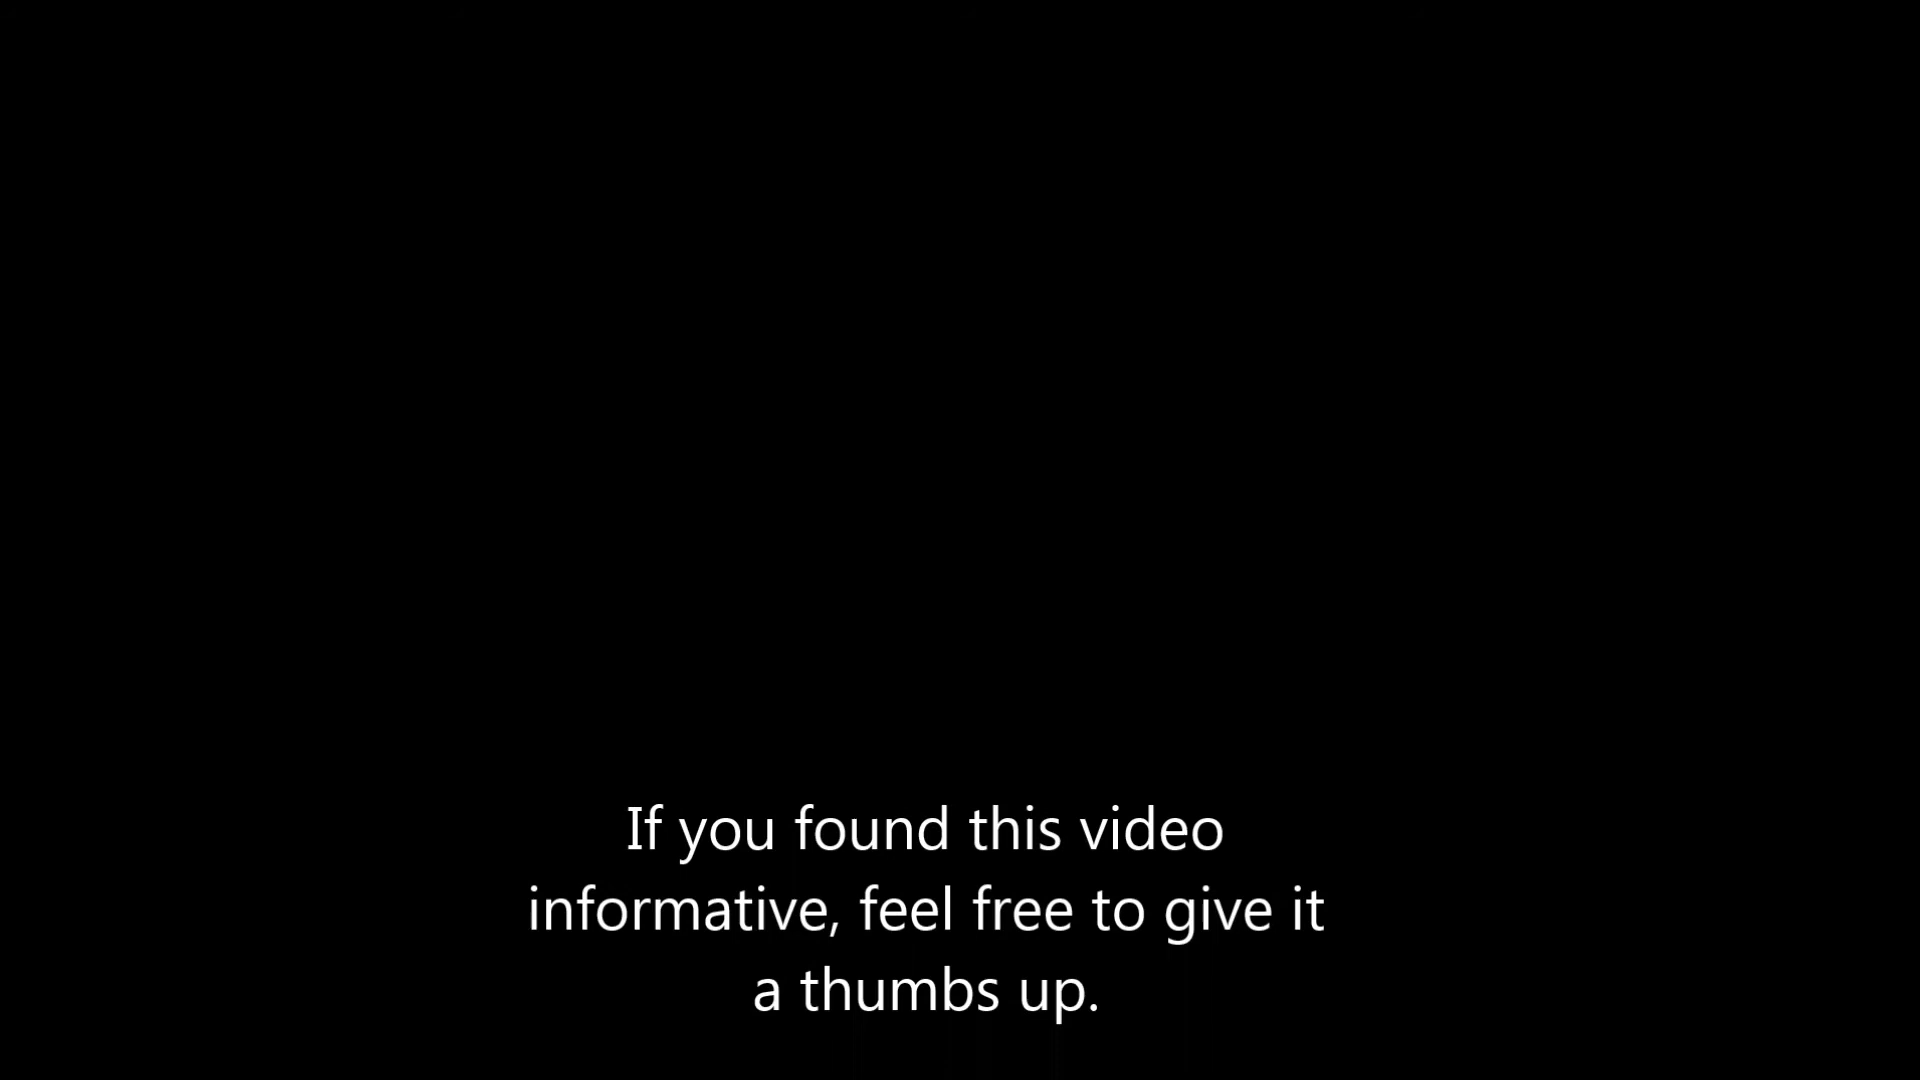 If you found this video
informative, feel free to give it
a thumbs up.